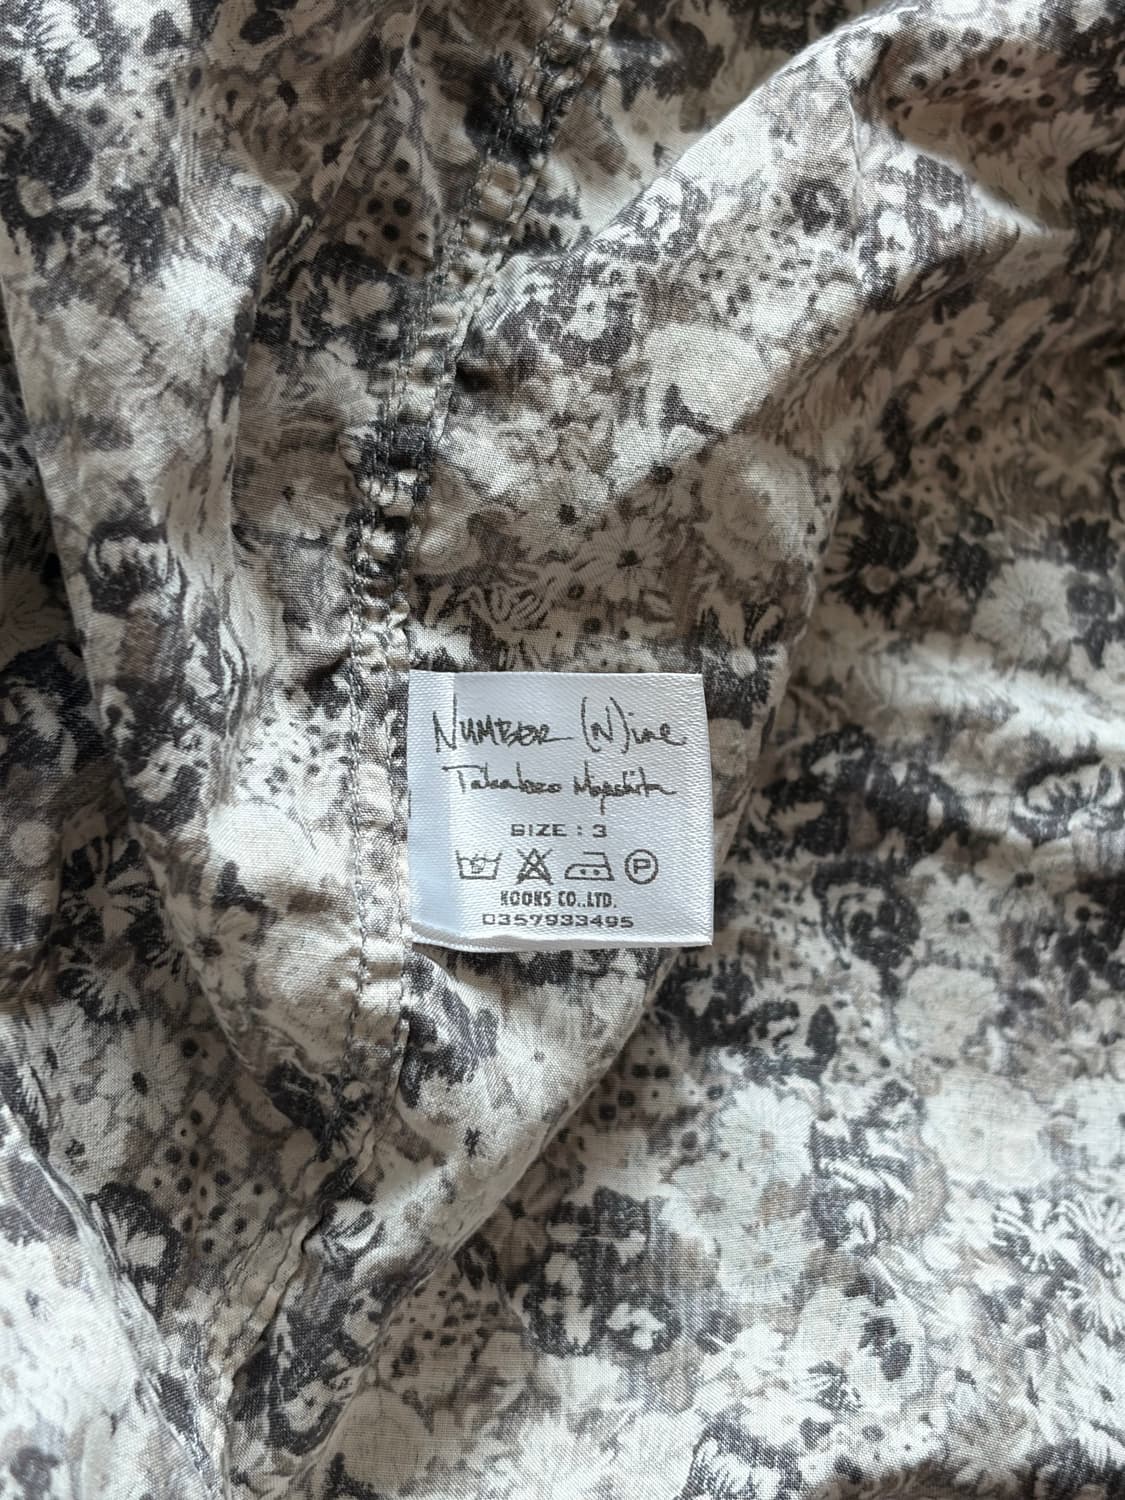 NUMBER (N)ine
Takahiro Miyashita
SIZE : 3
P
KOOKS CO.,LTD.
0357933495